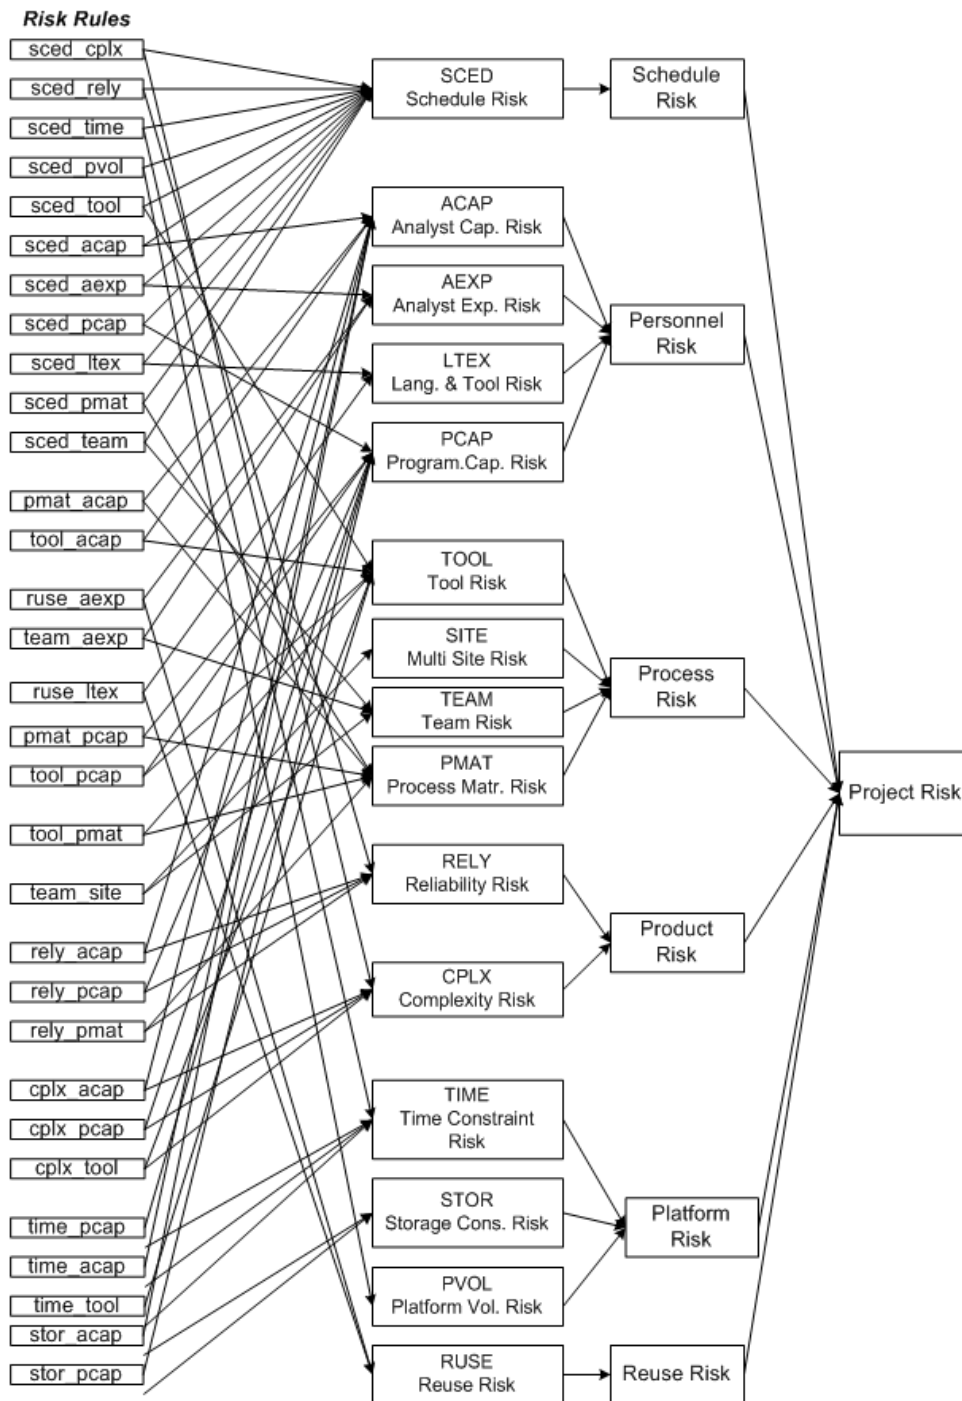 Risk Rules
sced_cplx
sced_rely
sced_time
sced_pvol
sced_tool
sced_acap
sced_aexp
sced_pcap
sced_ltex
sced_pmat
sced_team
pmat_acap
tool_acap
ruse_aexp
team_aexp
ruse_ltex
pmat_pcap
tool_pcap
tool_pmat
team_site
rely_acap
rely_pcap
rely_pmat
cplx_acap
cplx_pcap
cplx_tool
time_pcap
time_acap
time_tool
stor_acap
stor_pcap
SCED
Schedule Risk
ACAP
Analyst Cap. Risk
AEXP
Analyst Exp. Risk
LTEX
Lang. & Tool Risk
PCAP
Program.Cap. Risk
TOOL
Tool Risk
SITE
Multi Site Risk
TEAM
Team Risk
PMAT
Process Matr. Risk
RELY
Reliability Risk
CPLX
Complexity Risk
TIME
Time Constraint
Risk
STOR
Storage Cons. Risk
PVOL
Platform Vol. Risk
RUSE
Reuse Risk
Schedule
Risk
Personnel
Risk
Process
Risk
Product
Risk
Platform
Risk
Reuse Risk
Project Risk